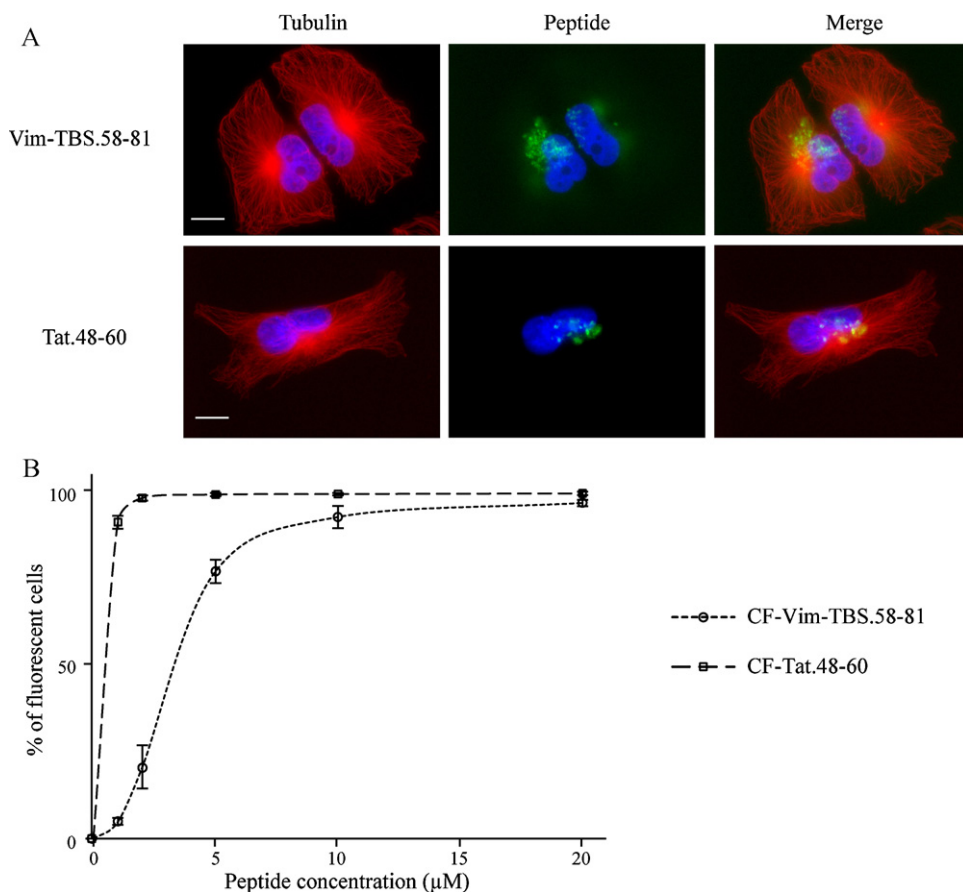 A
Tubulin Peptide Merge
Vim-TBS.58-81
Tat.48-60
B
100
50
0
% of fluorescent cells
0 5 10 15 20
Peptide concentration (µM)
CF-Vim-TBS.58-81
CF-Tat.48-60